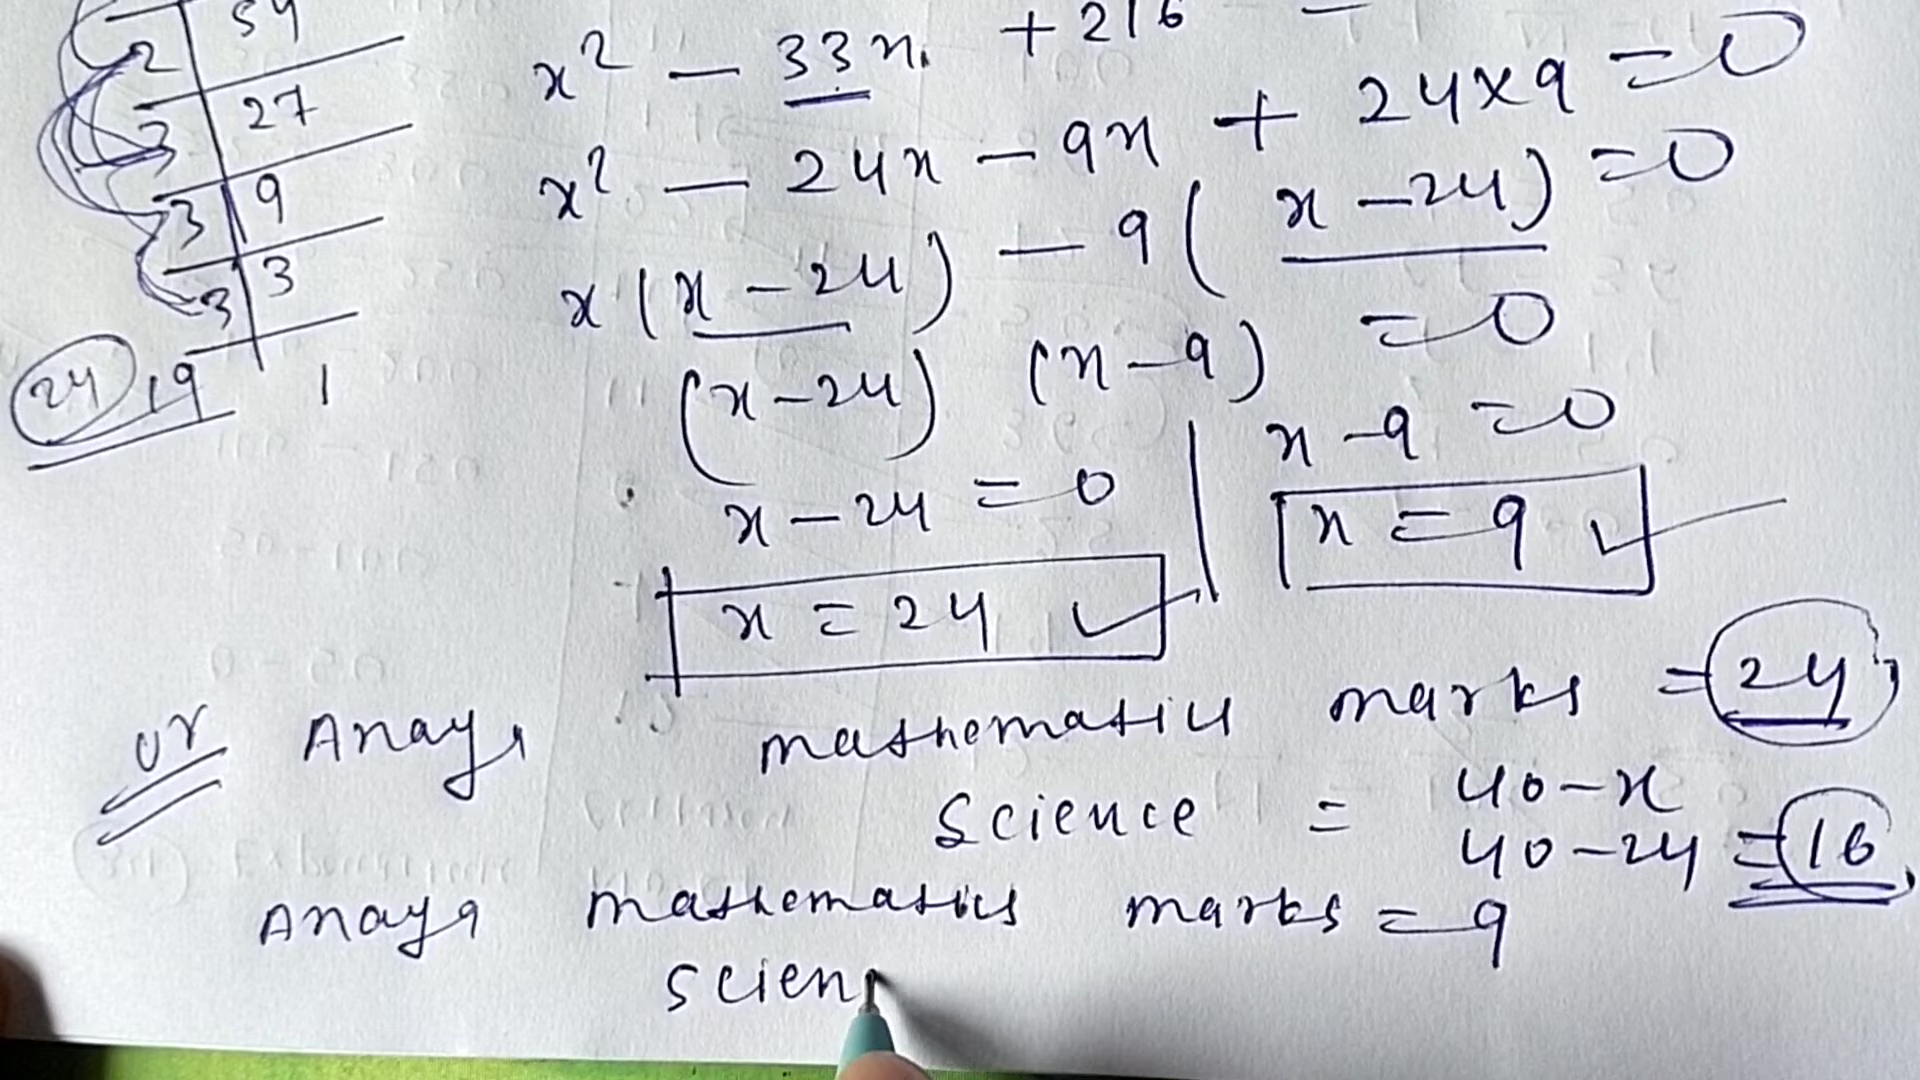 54
2 27
3 9
3 3
3 1
24, 9
x² - 33x + 216
x² - 24x - 9x + 24x9 = 0
x(x-24) - 9(x-24) = 0
(x-24) (x-9) = 0
x-24 = 0 | x-9 = 0
x = 24 ✓ x = 9 ✓
or Anaya mathematics marks = 24,
Science = 40-x
40-24 = 16,
Anaya mathematics marks = 9
scien